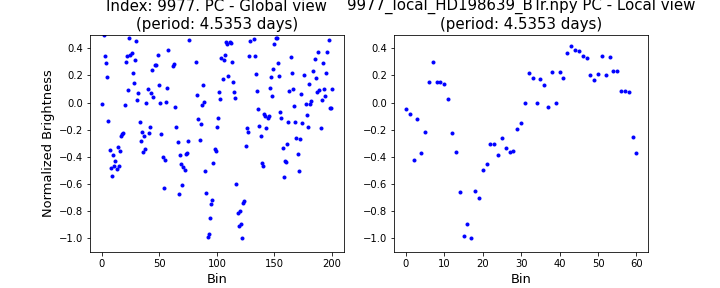 Index: 9977. PC - Global view
(period: 4.5353 days)
9977_local_HD198639_BTr.npy PC - Local view
(period: 4.5353 days)
Normalized Brightness
0.4
0.2
0.0
−0.2
−0.4
−0.6
−0.8
−1.0
0 50 100 150 200
Bin
0.4
0.2
0.0
−0.2
−0.4
−0.6
−0.8
−1.0
0 10 20 30 40 50 60
Bin